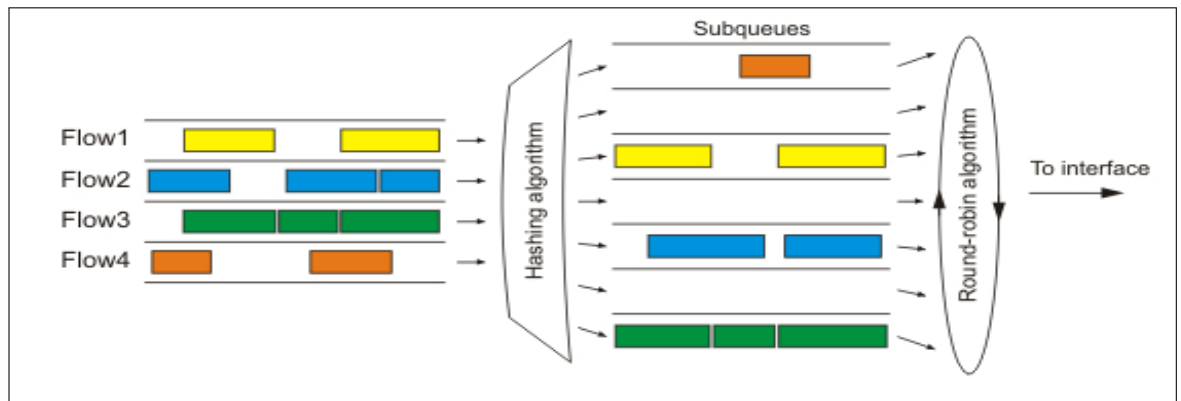 Subqueues
Flow1
Flow2
Flow3
Flow4
Hashing algorithm
Round-robin algorithm
To interface